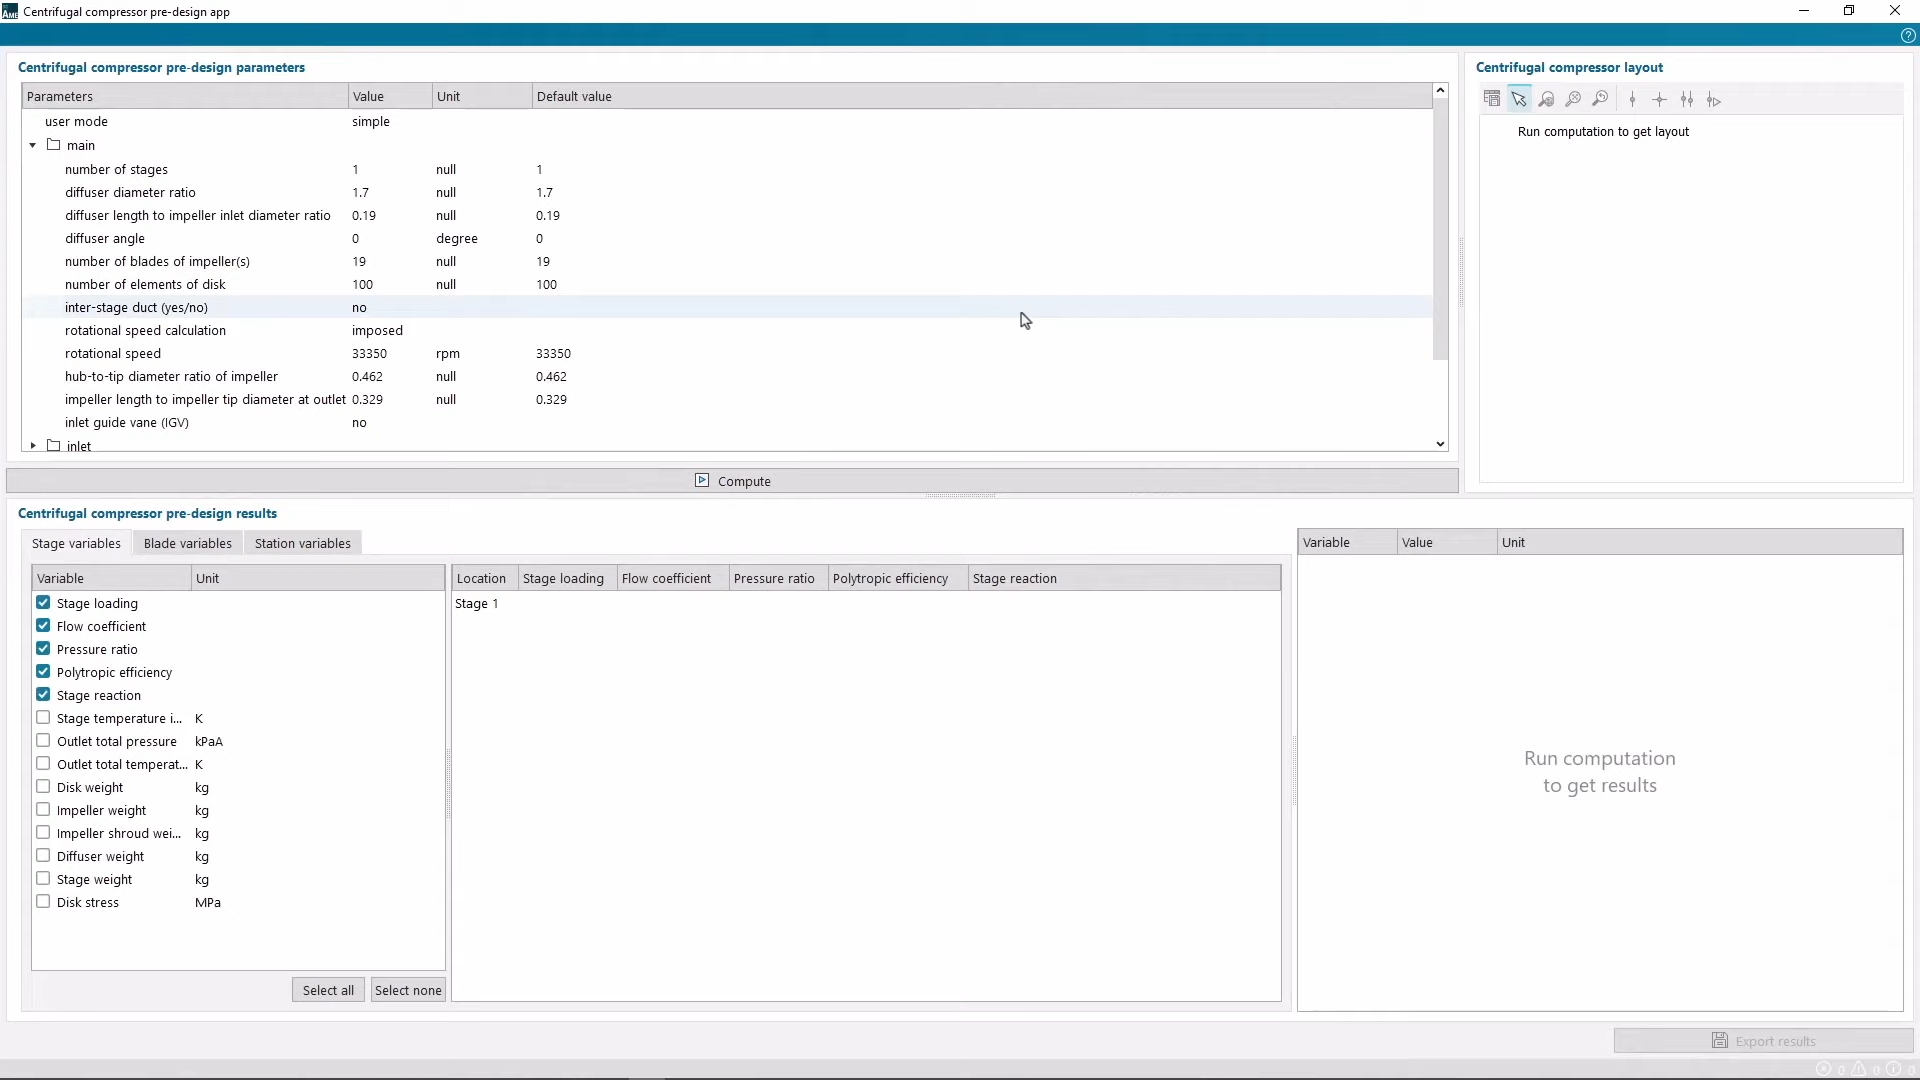 AME Centrifugal compressor pre-design app
Centrifugal compressor pre-design parameters
Parameters Value Unit Default value
user mode simple
main
number of stages 1 null 1
diffuser diameter ratio 1.7 null 1.7
diffuser length to impeller inlet diameter ratio 0.19 null 0.19
diffuser angle 0 degree 0
number of blades of impeller(s) 19 null 19
number of elements of disk 100 null 100
inter-stage duct (yes/no) no
rotational speed calculation imposed
rotational speed 33350 rpm 33350
hub-to-tip diameter ratio of impeller 0.462 null 0.462
impeller length to impeller tip diameter at outlet 0.329 null 0.329
inlet guide vane (IGV) no
inlet
Compute
Centrifugal compressor layout
Run computation to get layout
Centrifugal compressor pre-design results
Stage variables Blade variables Station variables
Variable Unit
Stage loading
Flow coefficient
Pressure ratio
Polytropic efficiency
Stage reaction
Stage temperature i... K
Outlet total pressure kPaA
Outlet total temperat... K
Disk weight kg
Impeller weight kg
Impeller shroud wei... kg
Diffuser weight kg
Stage weight kg
Disk stress MPa
Select all Select none
Location Stage loading Flow coefficient Pressure ratio Polytropic efficiency Stage reaction
Stage 1
Variable Value Unit
Run computation
to get results
Export results
0 0 0